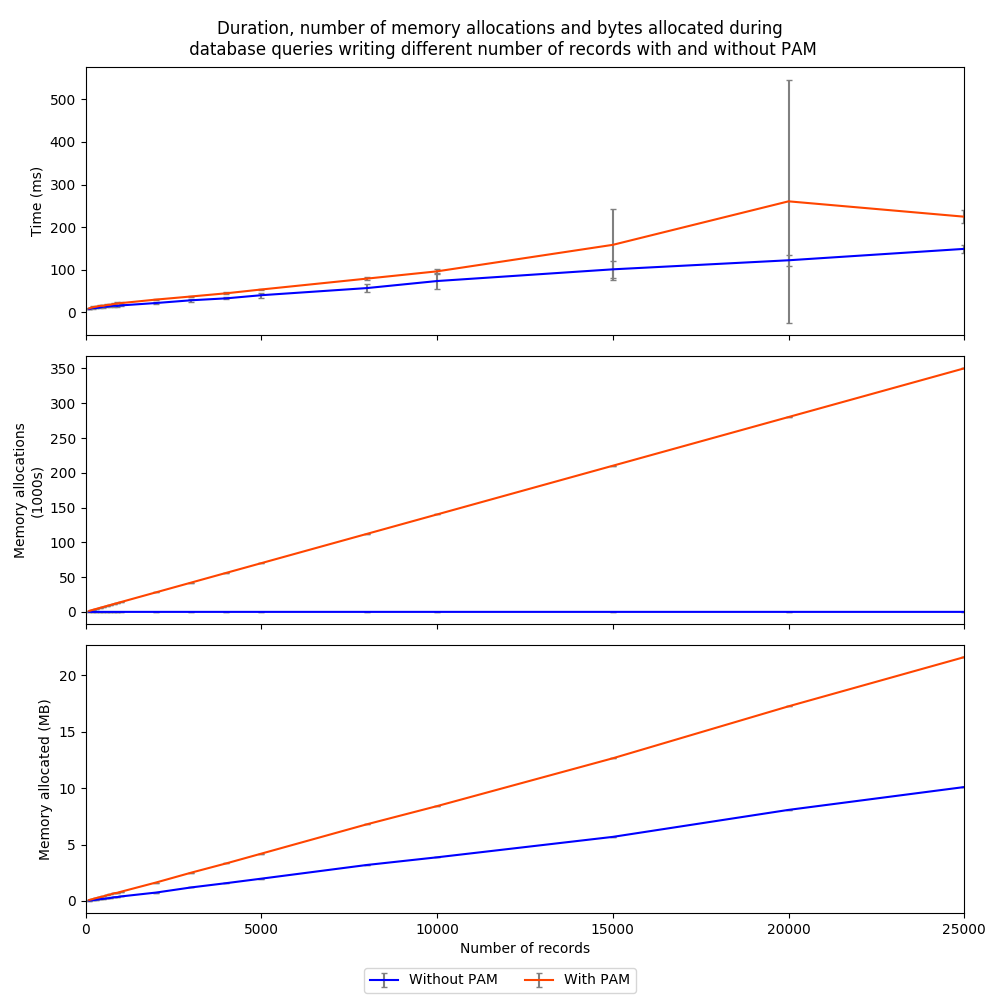 Duration, number of memory allocations and bytes allocated during
database queries writing different number of records with and without PAM
500
400
300
200
100
0
Time (ms)
350
300
250
200
150
100
50
0
Memory allocations
(1000s)
20
15
10
5
0
Memory allocated (MB)
0 5000 10000 15000 20000 25000
Number of records
Without PAM With PAM